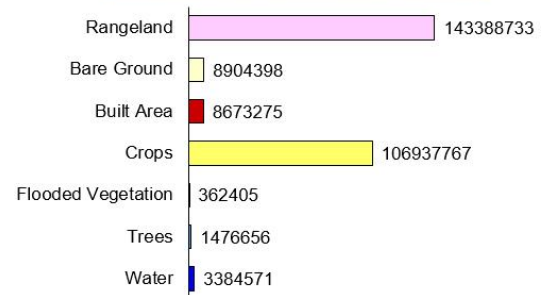 Rangeland 143388733
Bare Ground 8904398
Built Area 8673275
Crops 106937767
Flooded Vegetation 362405
Trees 1476656
Water 3384571